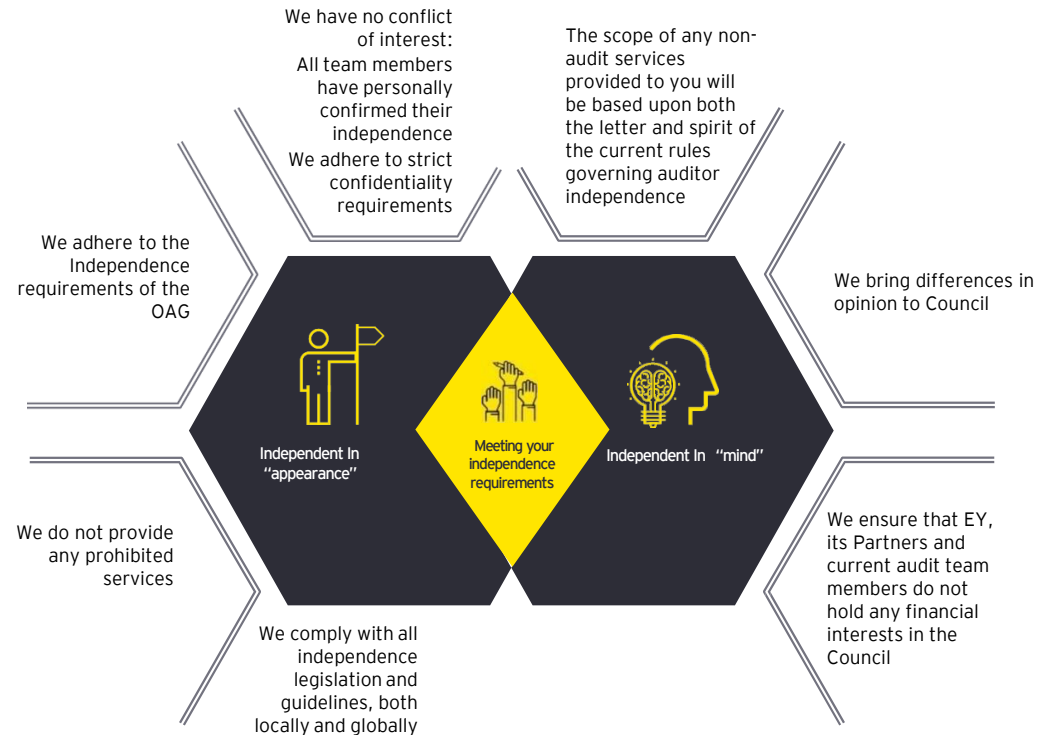 We have no conflict
of interest:
All team members
have personally
confirmed their
independence
We adhere to strict
confidentiality
requirements
The scope of any non-
audit services
provided to you will
be based upon both
the letter and spirit of
the current rules
governing auditor
independence
We adhere to the
Independence
requirements of the
OAG
We bring differences in
opinion to Council
Independent In
“appearance”
Meeting your
independence
requirements
Independent In “mind”
We do not provide
any prohibited
services
We ensure that EY,
its Partners and
current audit team
members do not
hold any financial
interests in the
Council
We comply with all
independence
legislation and
guidelines, both
locally and globally